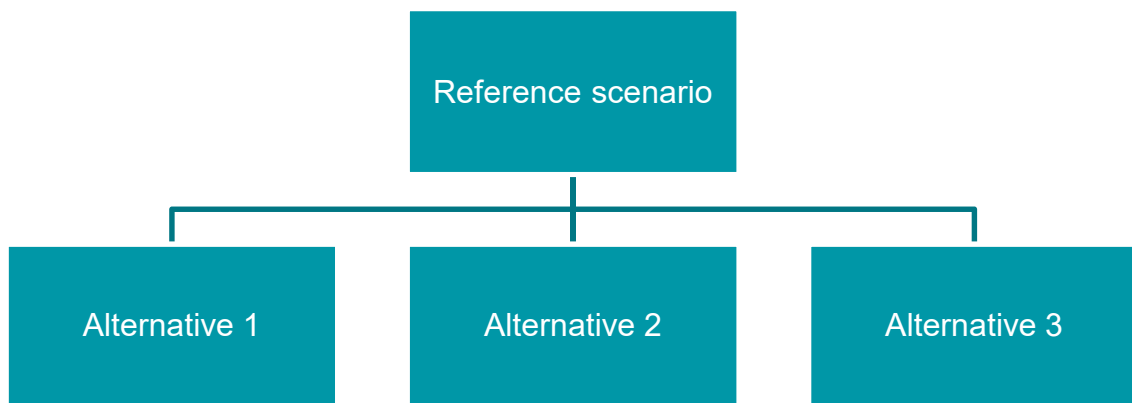 Reference scenario
Alternative 1
Alternative 2
Alternative 3